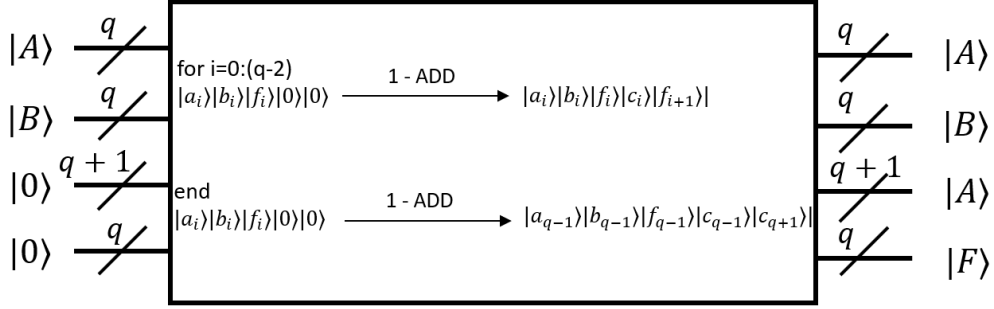 |A⟩ q q |A⟩
for i=0:(q-2)
|a_i⟩|b_i⟩|f_i⟩|0⟩|0⟩ 1 - ADD |a_i⟩|b_i⟩|f_i⟩|c_i⟩|f_{i+1}⟩|
|B⟩ q q |B⟩
|0⟩ q + 1 q + 1 |A⟩
end
|a_i⟩|b_i⟩|f_i⟩|0⟩|0⟩ 1 - ADD |a_{q-1}⟩|b_{q-1}⟩|f_{q-1}⟩|c_{q-1}⟩|c_{q+1}⟩|
|0⟩ q q |F⟩